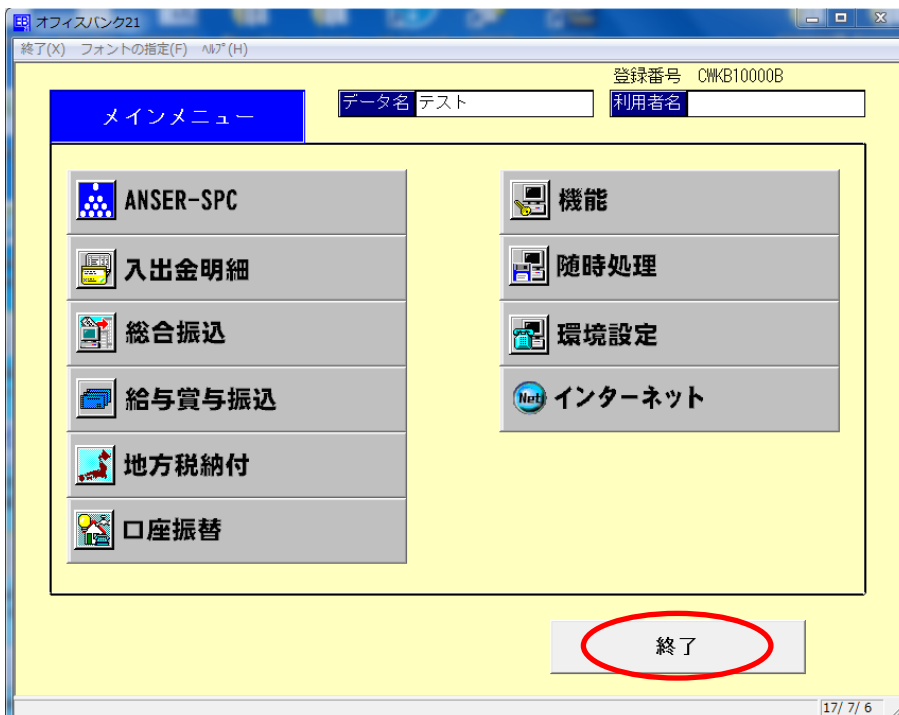 EB オフィスバンク21
終了(X) フォントの指定(F) ﾍﾙﾌﾟ(H)
登録番号 CWKB10000B
メインメニュー
データ名 テスト
利用者名
ANSER-SPC
入出金明細
総合振込
給与賞与振込
地方税納付
口座振替
機能
随時処理
環境設定
Net インターネット
終了
17/ 7/ 6